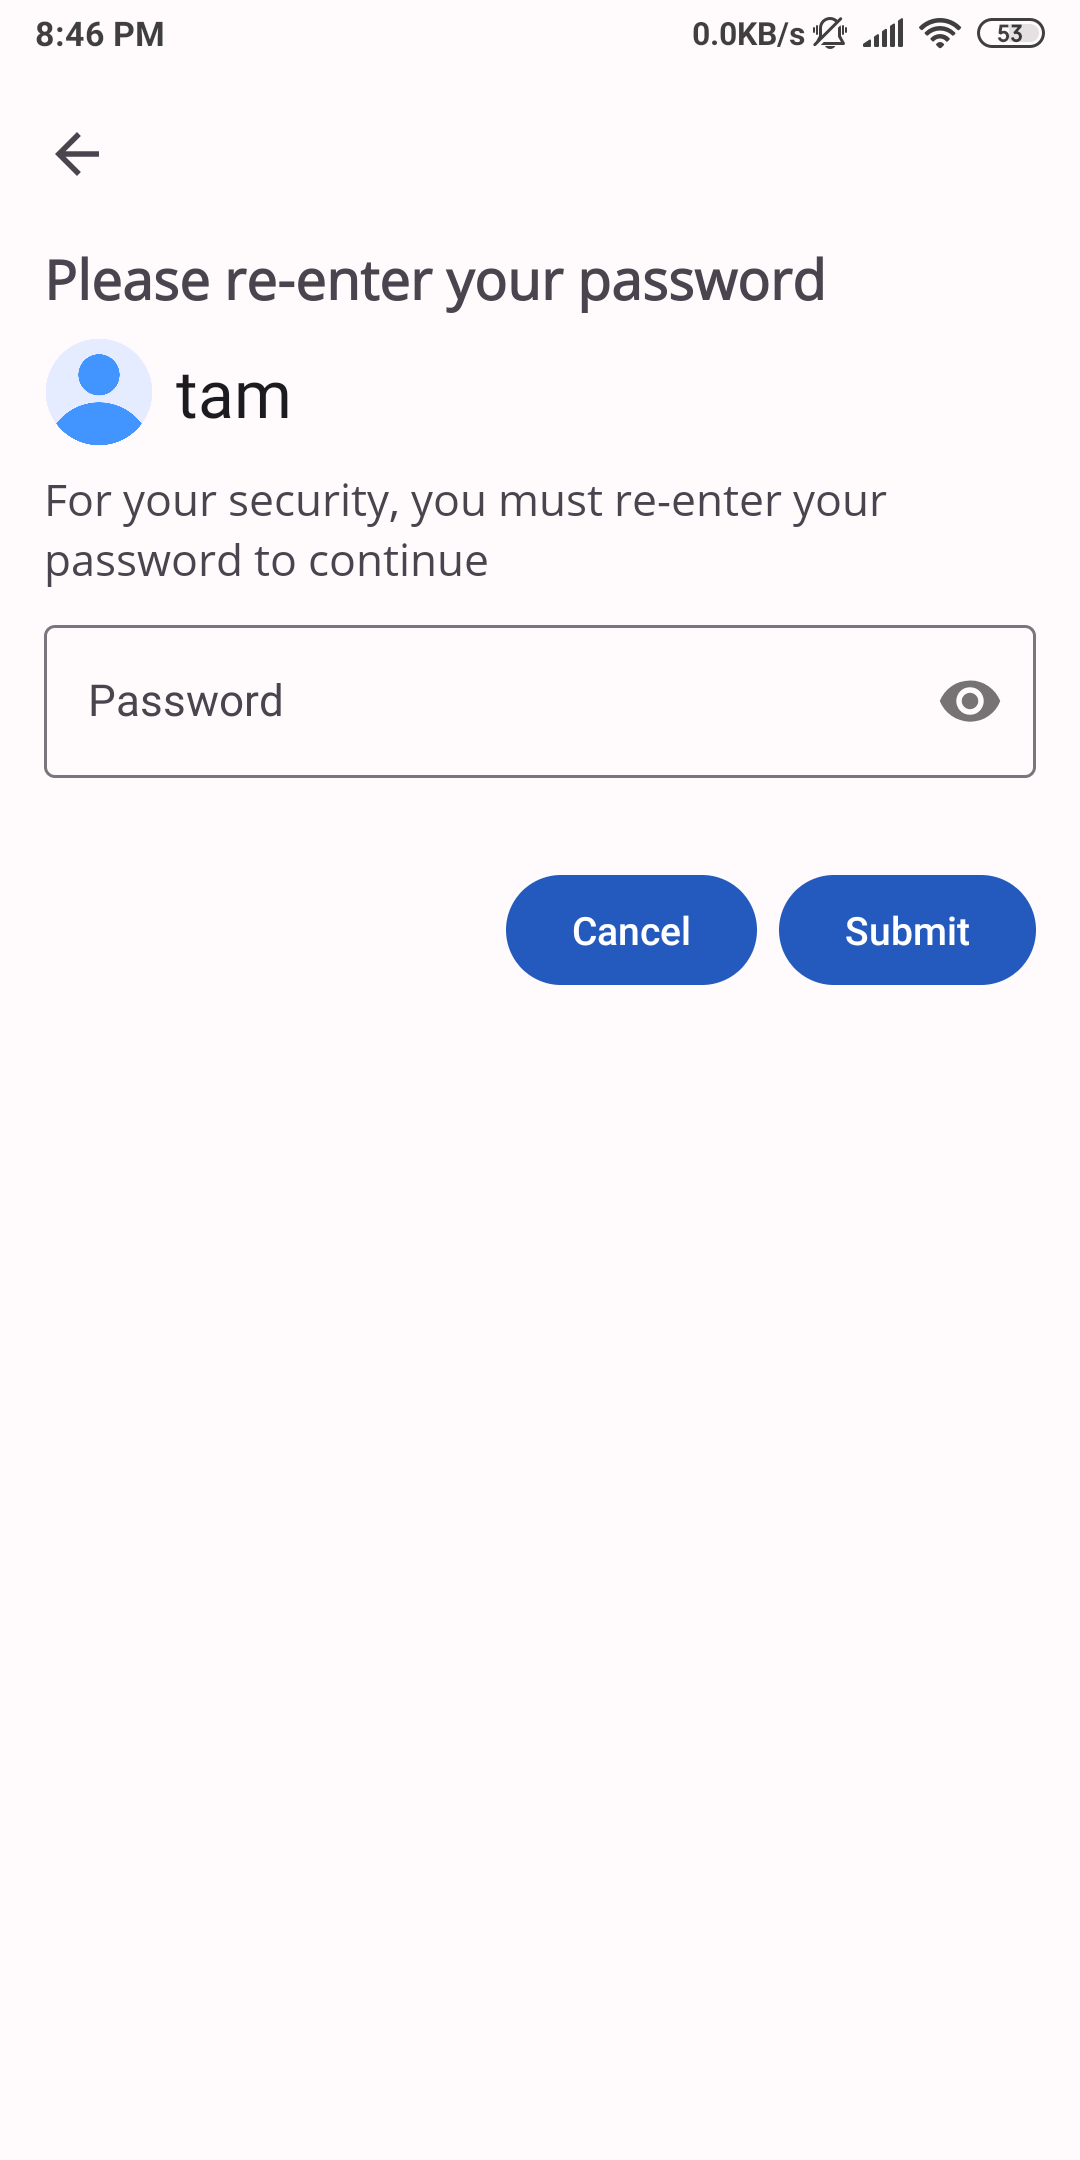 8:46 PM 0.0KB/s 53
Please re-enter your password
tam
For your security, you must re-enter your
password to continue
Password
Cancel Submit